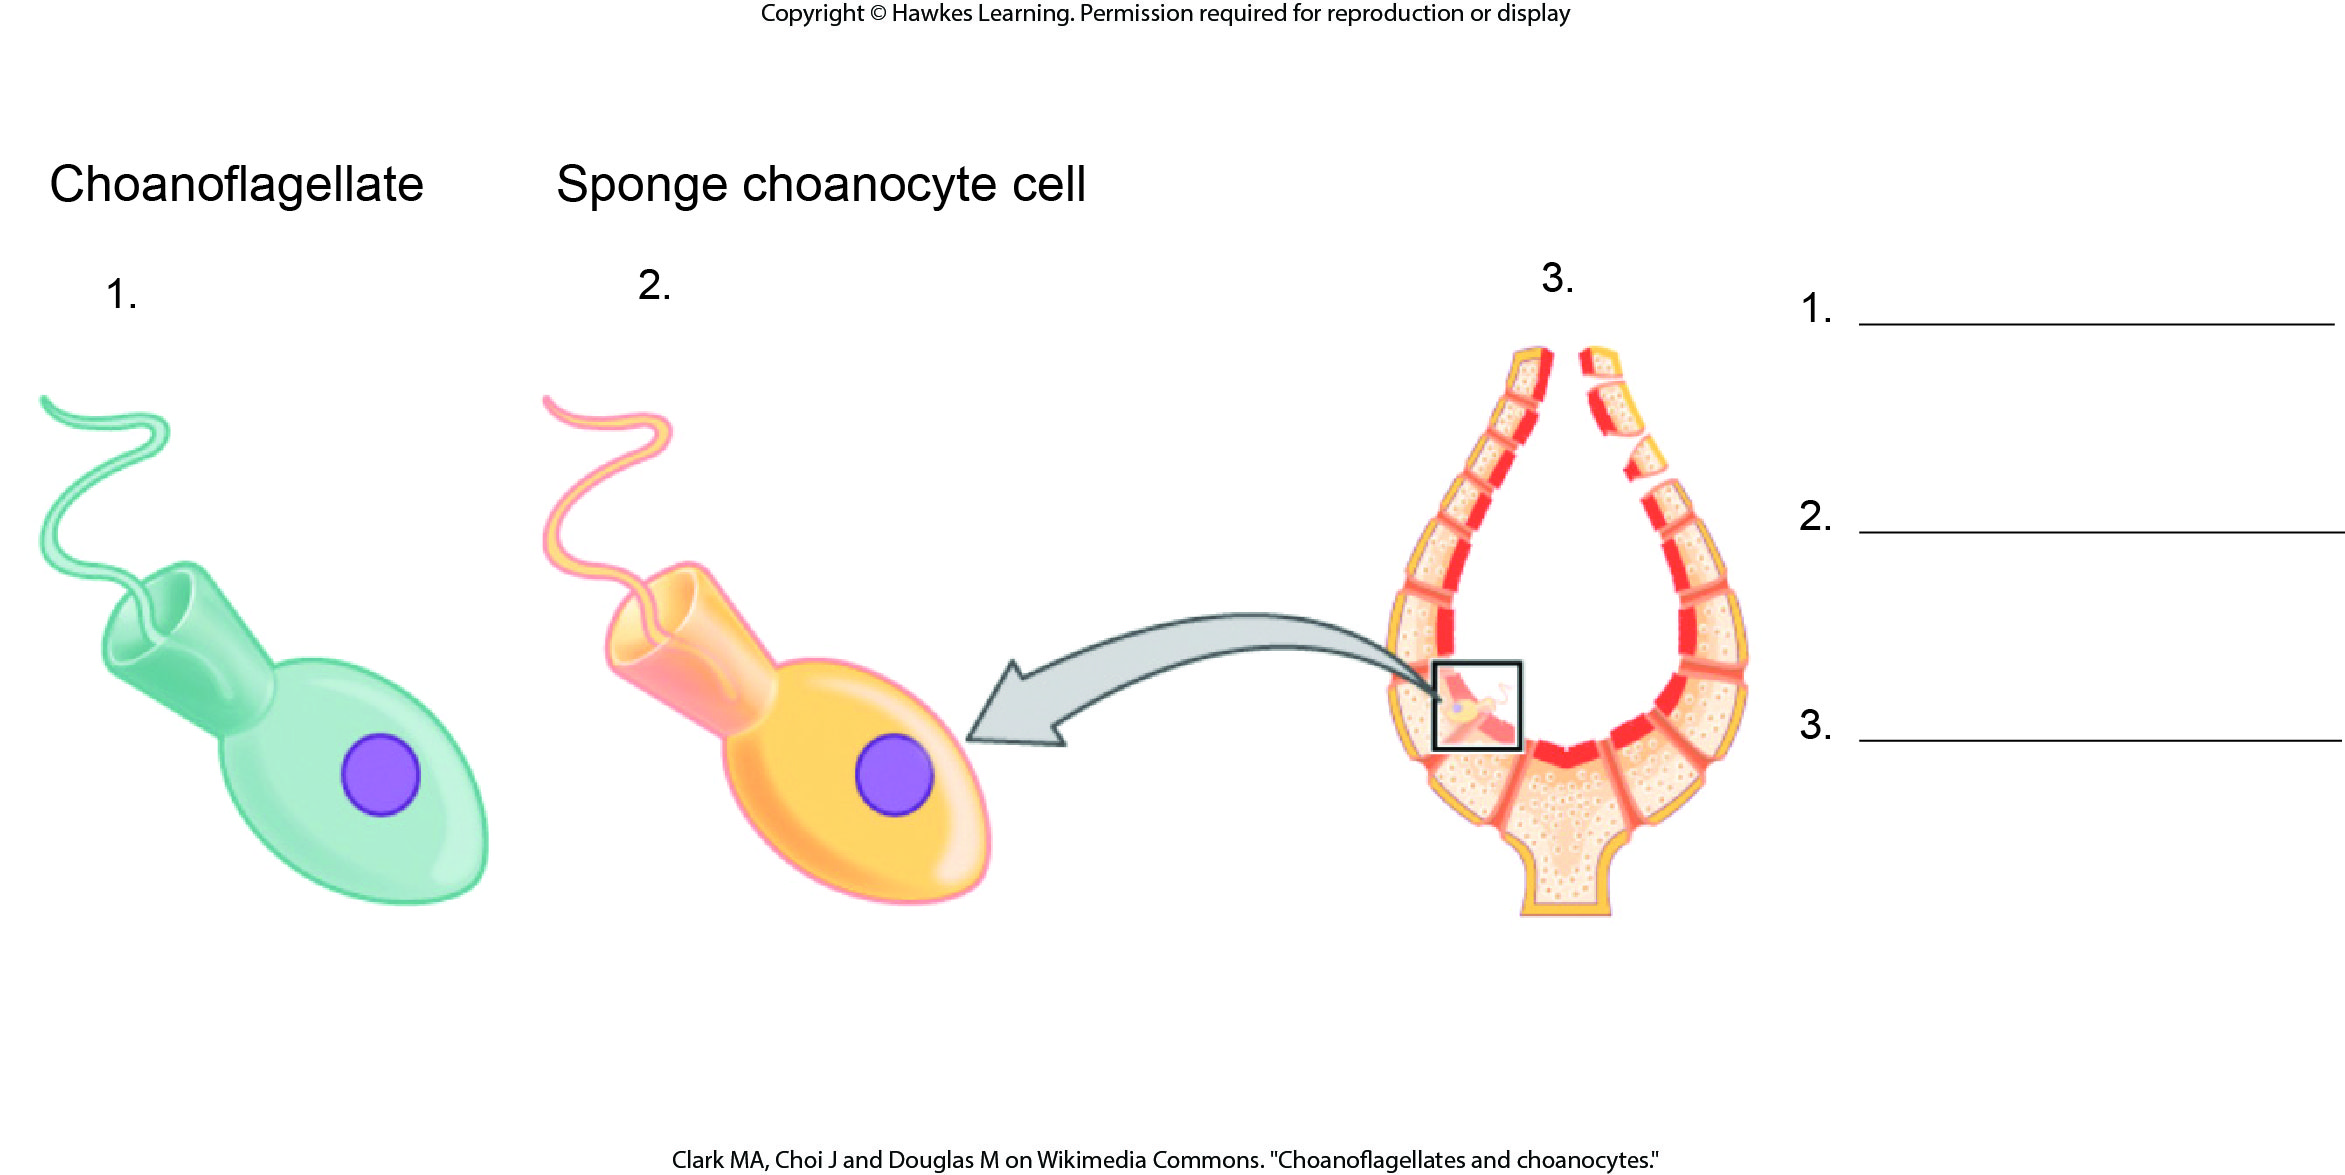 Copyright © Hawkes Learning. Permission required for reproduction or display
Choanoflagellate
Sponge choanocyte cell
1.
2.
3.
1.
2.
3.
Clark MA, Choi J and Douglas M on Wikimedia Commons. "Choanoflagellates and choanocytes."